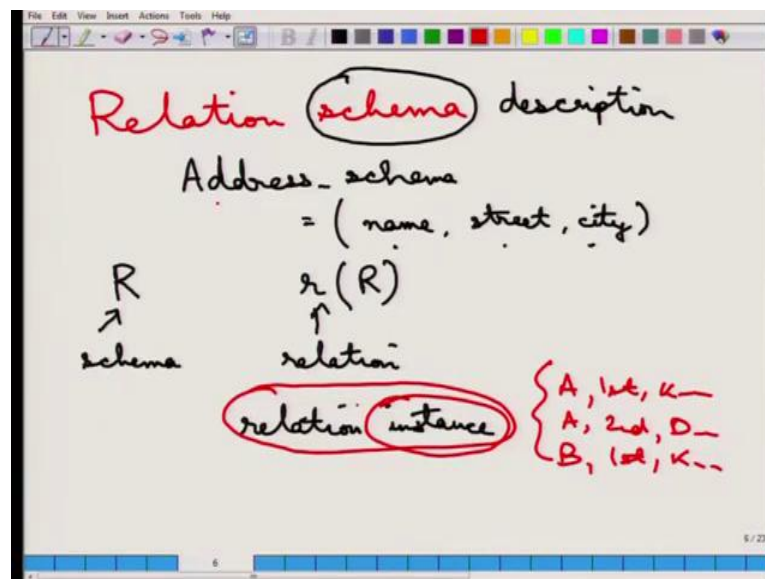 File Edit View Insert Actions Tools Help
B I
Relation schema description
Address_schema
= (name, street, city)
R r(R)
schema relation
relation instance
A, 1st, K
A, 2nd, D
B, 1st, K
6 / 23
6